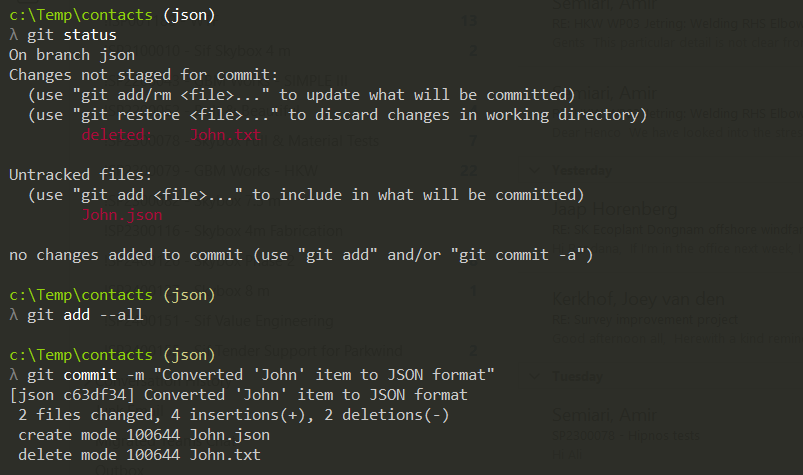 c:\Temp\contacts (json)
λ git status
On branch json
Changes not staged for commit:
  (use "git add/rm <file>..." to update what will be committed)
  (use "git restore <file>..." to discard changes in working directory)
        deleted:    John.txt

Untracked files:
  (use "git add <file>..." to include in what will be committed)
        John.json

no changes added to commit (use "git add" and/or "git commit -a")

c:\Temp\contacts (json)
λ git add --all

c:\Temp\contacts (json)
λ git commit -m "Converted 'John' item to JSON format"
[json c63df34] Converted 'John' item to JSON format
 2 files changed, 4 insertions(+), 2 deletions(-)
 create mode 100644 John.json
 delete mode 100644 John.txt